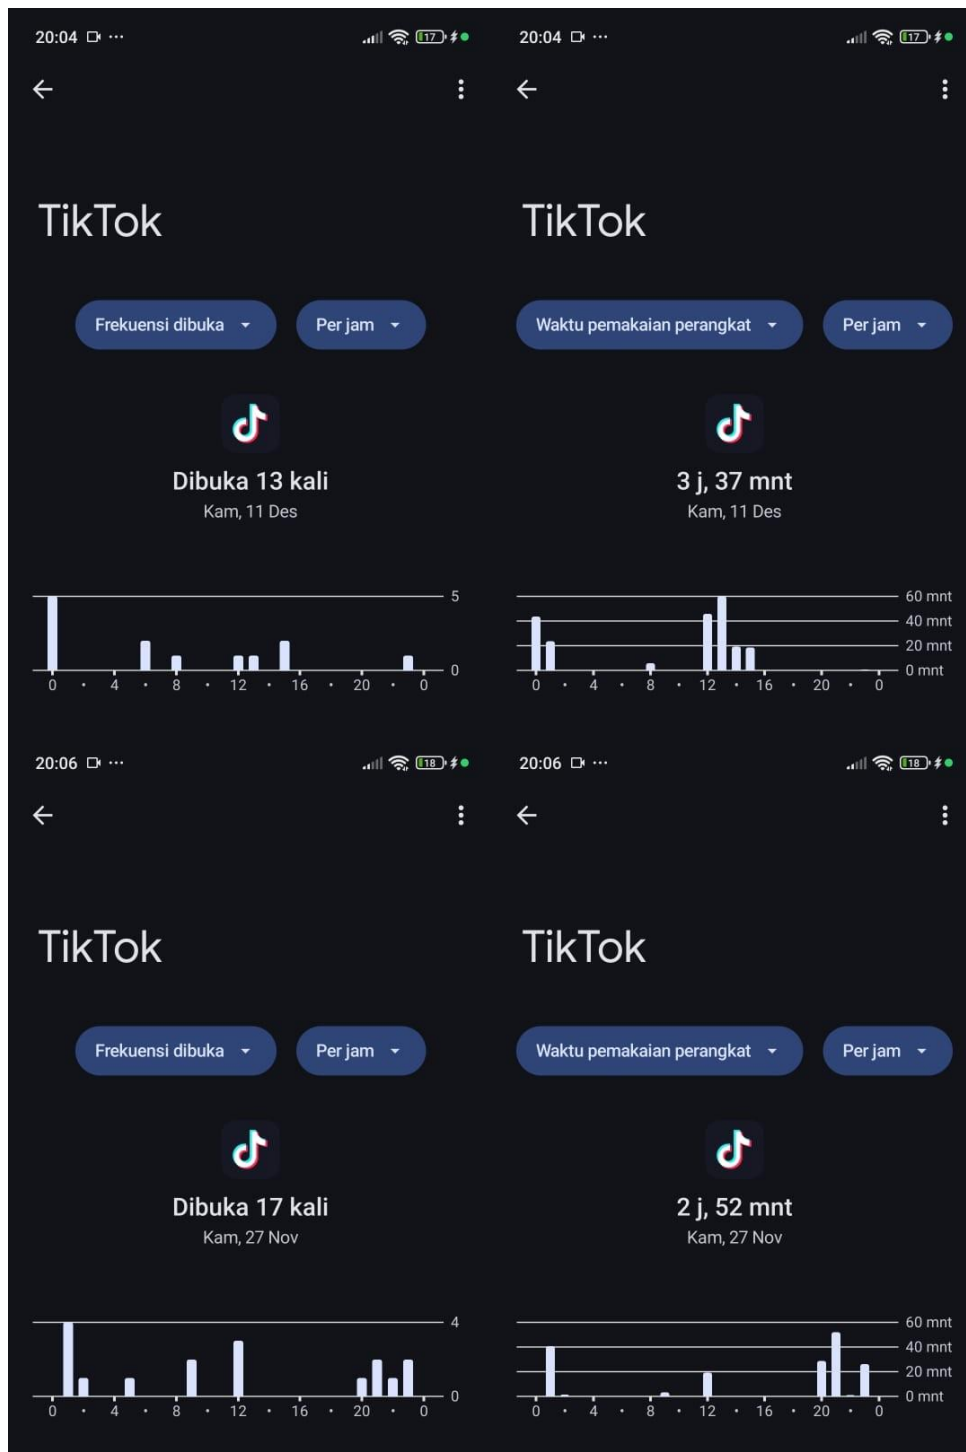 20:04 ... 17
TikTok
Frekuensi dibuka Per jam
Dibuka 13 kali
Kam, 11 Des
5
0
0 • 4 • 8 • 12 • 16 • 20 • 0
20:04 ... 17
TikTok
Waktu pemakaian perangkat Per jam
3 j, 37 mnt
Kam, 11 Des
60 mnt
40 mnt
20 mnt
0 mnt
0 • 4 • 8 • 12 • 16 • 20 • 0
20:06 ... 18
TikTok
Frekuensi dibuka Per jam
Dibuka 17 kali
Kam, 27 Nov
4
0
0 • 4 • 8 • 12 • 16 • 20 • 0
20:06 ... 18
TikTok
Waktu pemakaian perangkat Per jam
2 j, 52 mnt
Kam, 27 Nov
60 mnt
40 mnt
20 mnt
0 mnt
0 • 4 • 8 • 12 • 16 • 20 • 0